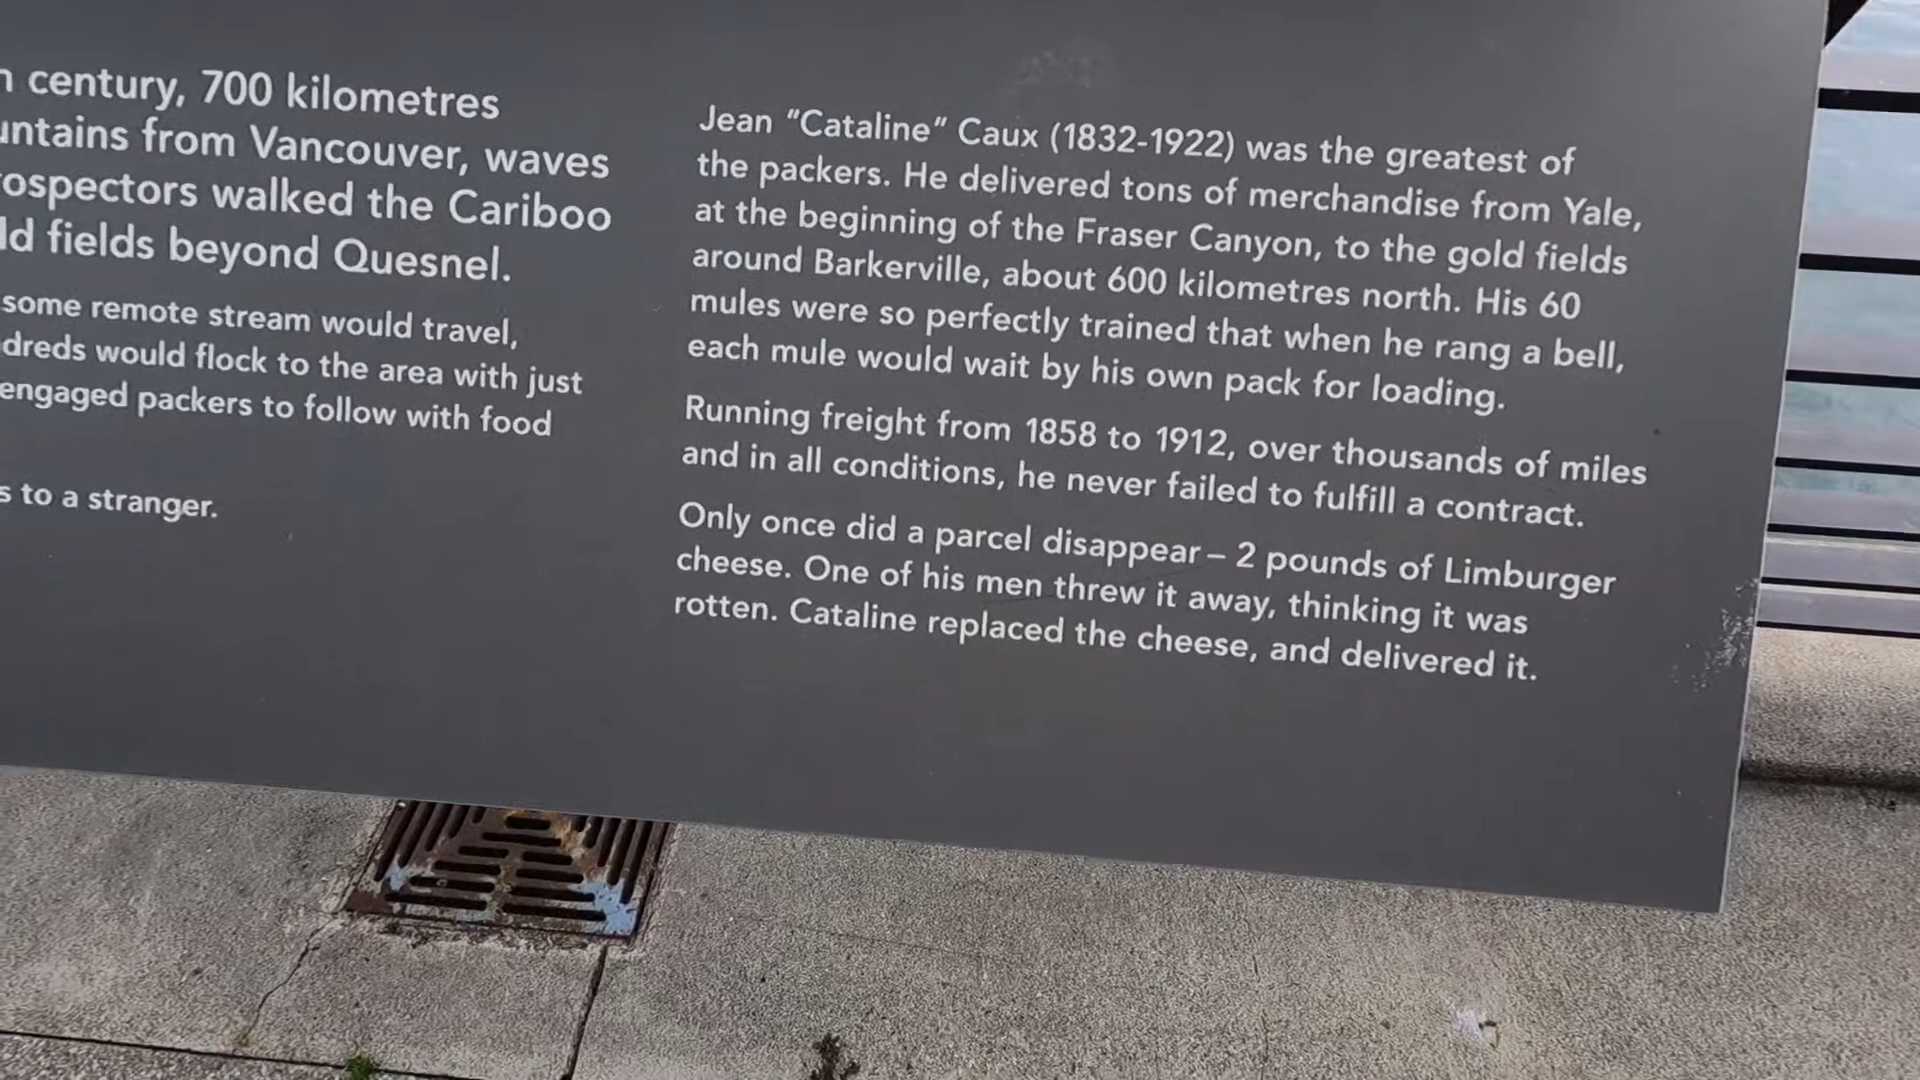 century, 700 kilometres
from Vancouver, waves
walked the Cariboo
fields beyond Quesnel.
some remote stream would travel,
would flock to the area with just
engaged packers to follow with food
to a stranger.
Jean “Cataline” Caux (1832-1922) was the greatest of
the packers. He delivered tons of merchandise from Yale,
at the beginning of the Fraser Canyon, to the gold fields
around Barkerville, about 600 kilometres north. His 60
mules were so perfectly trained that when he rang a bell,
each mule would wait by his own pack for loading.
Running freight from 1858 to 1912, over thousands of miles
and in all conditions, he never failed to fulfill a contract.
Only once did a parcel disappear – 2 pounds of Limburger
cheese. One of his men threw it away, thinking it was
rotten. Cataline replaced the cheese, and delivered it.